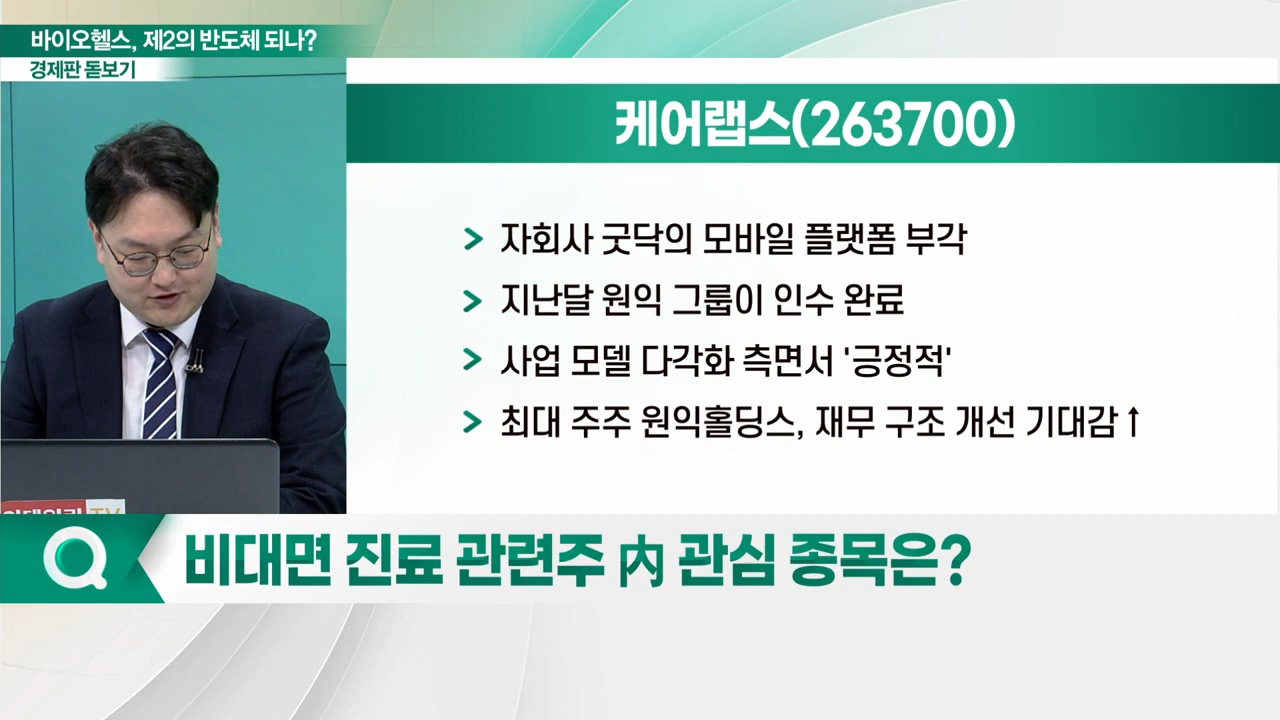 바이오헬스, 제2의 반도체 되나?
경제판 돋보기
케어랩스(263700)
> 자회사 굿닥의 모바일 플랫폼 부각
> 지난달 원익 그룹이 인수 완료
> 사업 모델 다각화 측면서 '긍정적'
> 최대 주주 원익홀딩스, 재무 구조 개선 기대감↑
이데일리 TV
비대면 진료 관련주 內 관심 종목은?